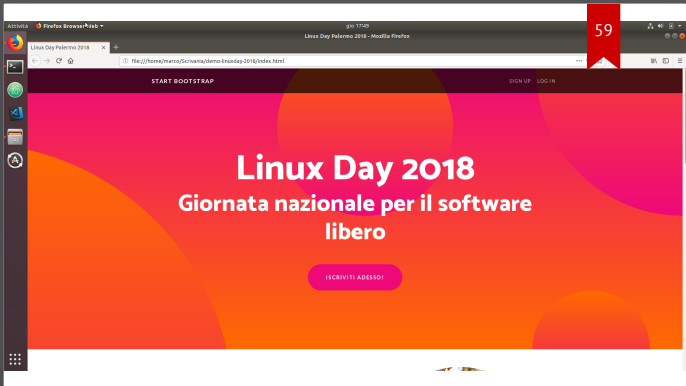 59
Attività Firefox Browser Web gio 17:49
Linux Day Palermo 2018 - Mozilla Firefox
Linux Day Palermo 2018
file:///home/marco/Scrivania/demo-linuxday-2018/index.html
START BOOTSTRAP SIGN UP LOG IN
Linux Day 2018
Giornata nazionale per il software
libero
ISCRIVITI ADESSO!